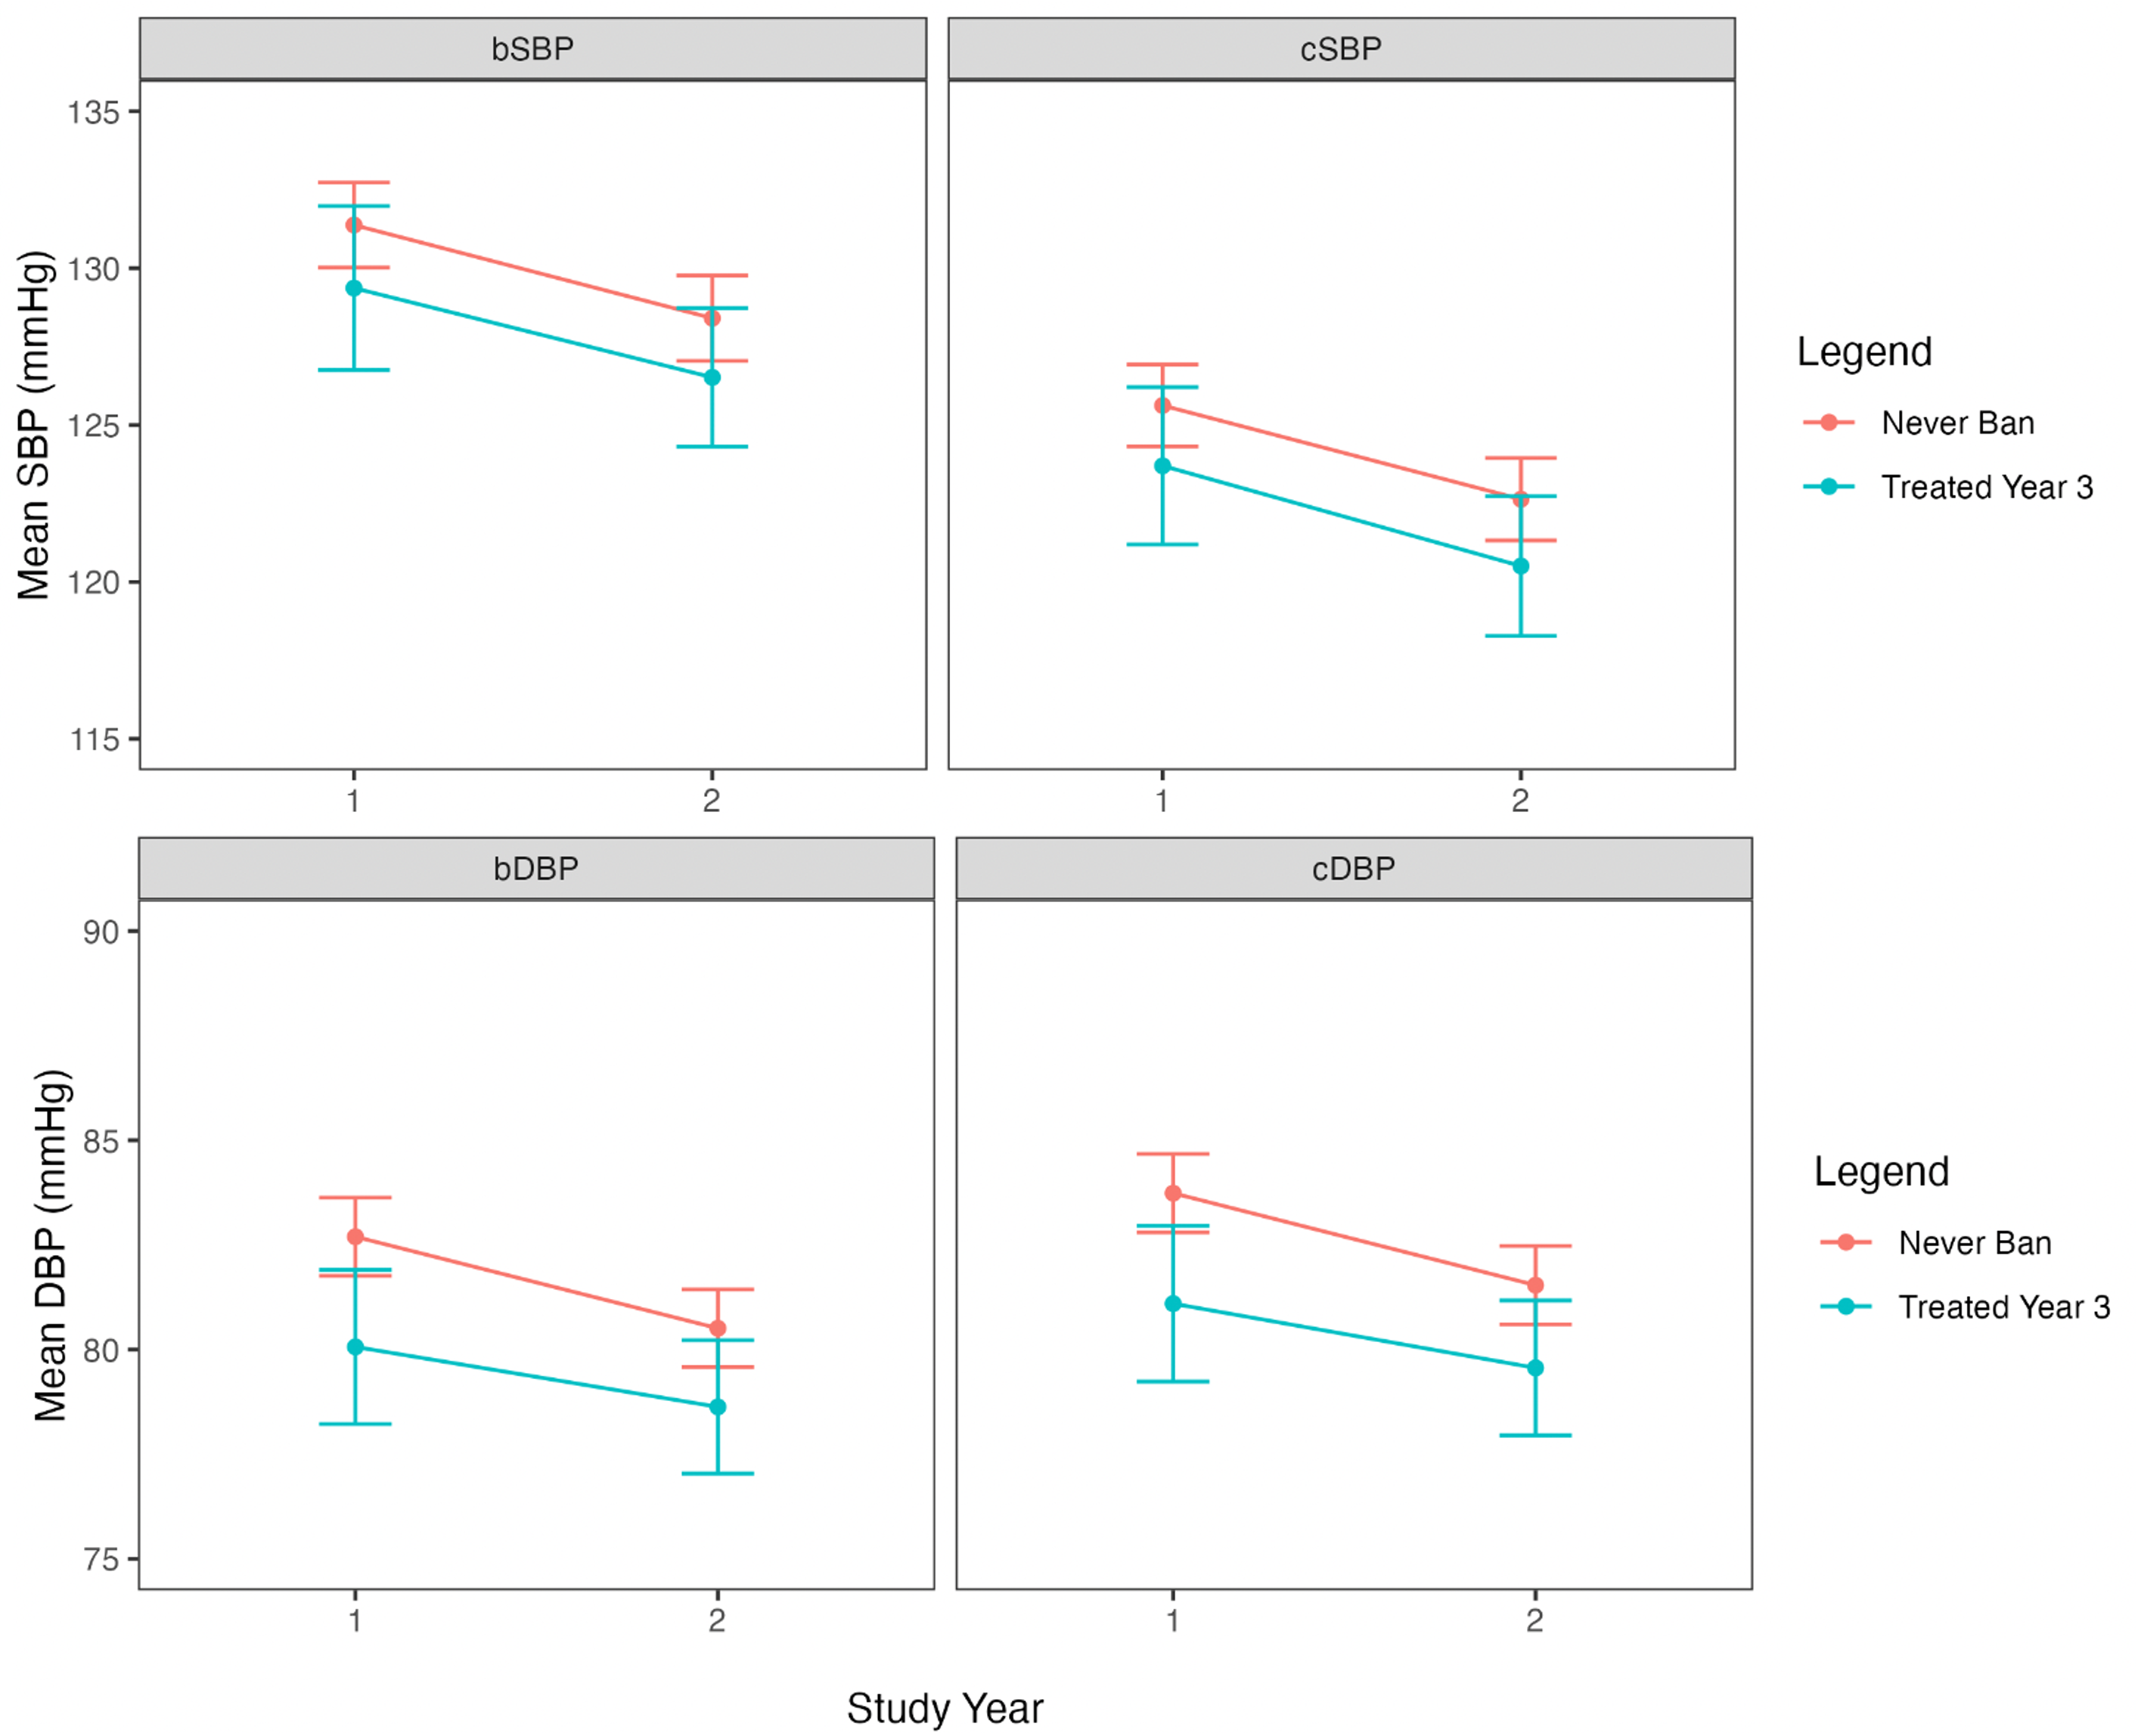 bSBP
cSBP
Mean SBP (mmHg)
135
130
125
120
115
1
2
1
2
Legend
Never Ban
Treated Year 3
bDBP
cDBP
Mean DBP (mmHg)
90
85
80
75
1
2
1
2
Legend
Never Ban
Treated Year 3
Study Year